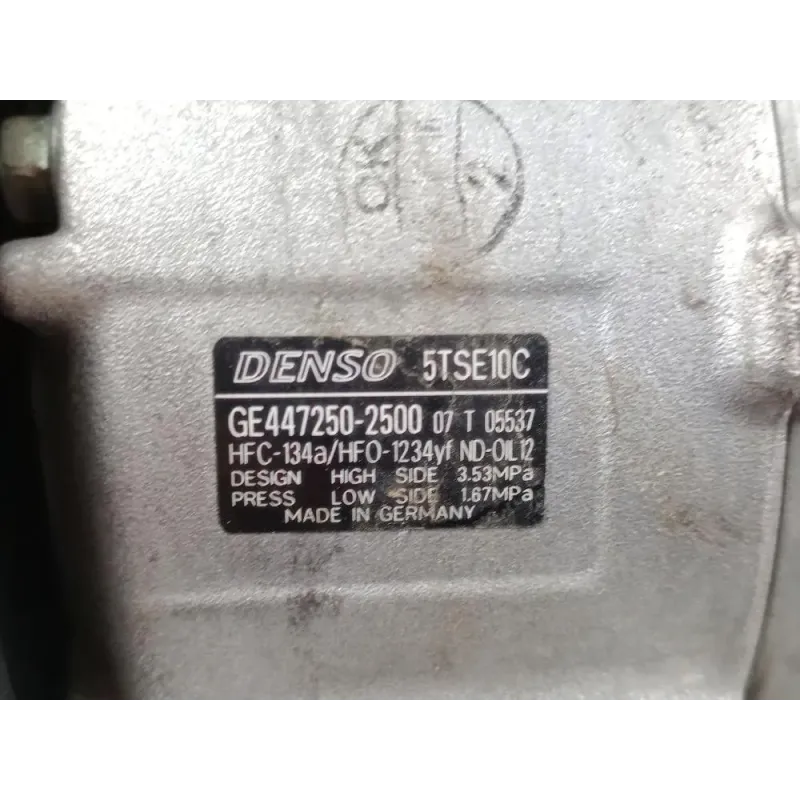 OK
DENSO 5TSE10C
GE447250-2500 07 T 05537
HFC-134a/HFO-1234yf ND-OIL12
DESIGN HIGH SIDE 3.53MPa
PRESS LOW SIDE 1.67MPa
MADE IN GERMANY